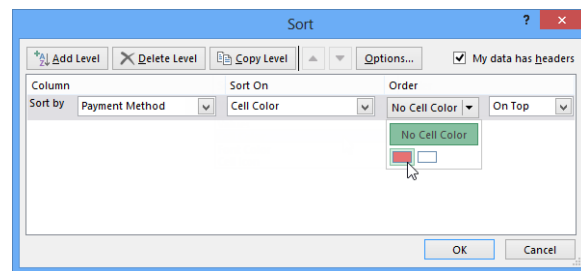 Sort
? ×
A Z Add Level Delete Level Copy Level Options... My data has headers
Column Sort On Order
Sort by Payment Method Cell Color No Cell Color On Top
No Cell Color
OK Cancel